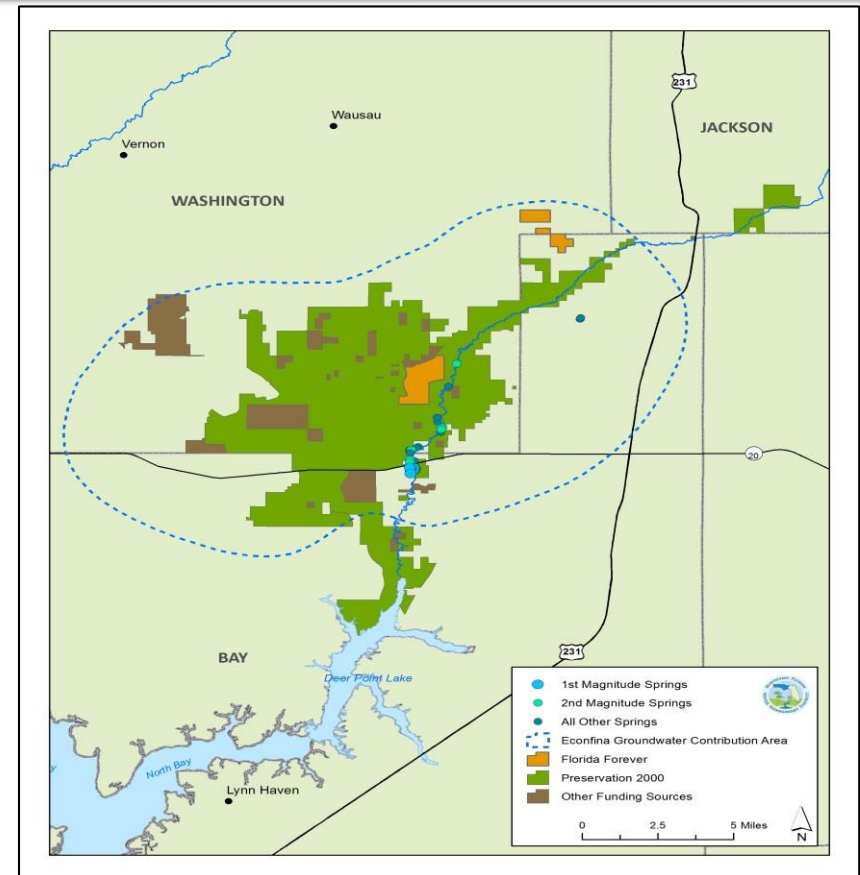 231
JACKSON
Wausau
Vernon
WASHINGTON
20
231
BAY
Deer Point Lake
North Bay
Lynn Haven
1st Magnitude Springs
2nd Magnitude Springs
All Other Springs
Econfina Groundwater Contribution Area
Florida Forever
Preservation 2000
Other Funding Sources
0 2.5 5 Miles
N